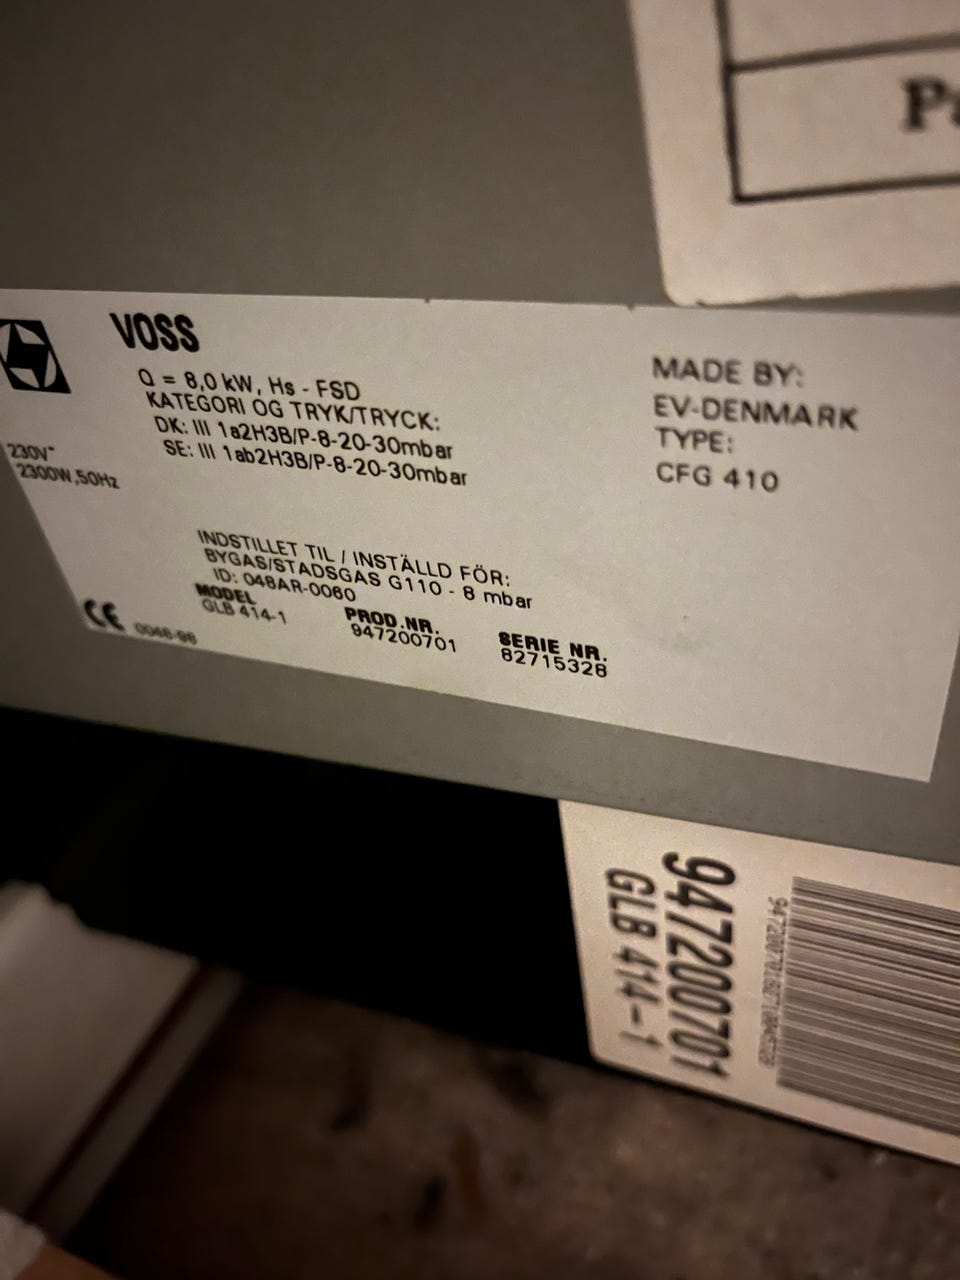 VOSS
Q = 8,0 kW, Hs - FSD
KATEGORI OG TRYK/TRYCK:
DK: III 1a2H3B/P-8-20-30mbar
SE: III 1ab2H3B/P-8-20-30mbar
230V~
2300W,50Hz
MADE BY:
EV-DENMARK
TYPE:
CFG 410
INDSTILLET TIL / INSTÄLLD FÖR:
BYGAS/STADSGAS G110 - 8 mbar
ID: 048AR-0060
MODEL
GLB 414-1
PROD.NR.
947200701
SERIE NR.
82715328
CE
0048-98
947200701
GLB 414-1